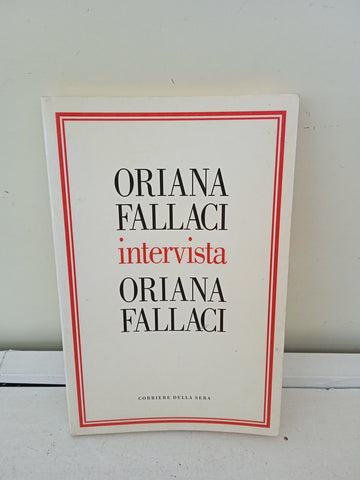 ORIANA
FALLACI
intervista
ORIANA
FALLACI
CORRIERE DELLA SERA